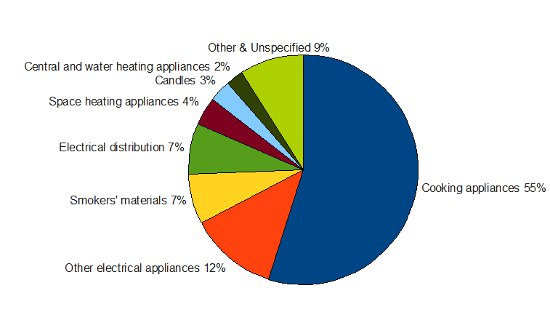 Other & Unspecified 9%
Central and water heating appliances 2%
Candles 3%
Space heating appliances 4%
Electrical distribution 7%
Cooking appliances 55%
Smokers' materials 7%
Other electrical appliances 12%